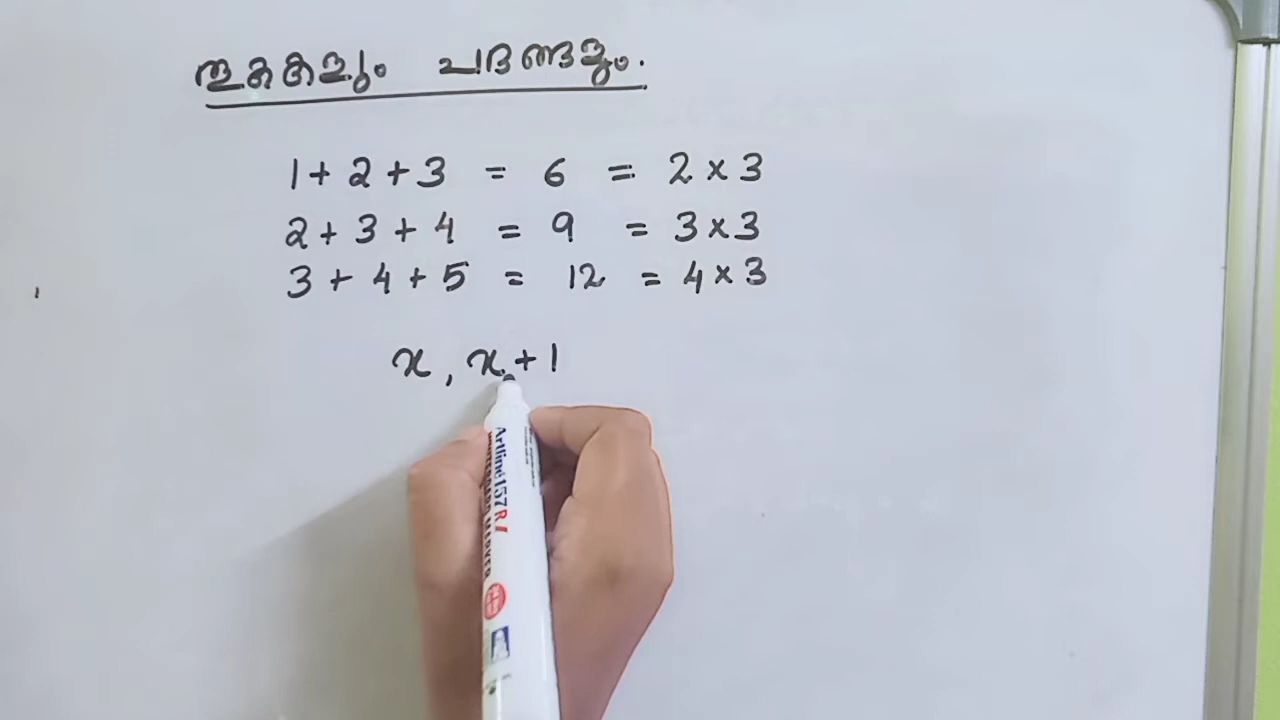 തുകകളും പദങ്ങളും.
1 + 2 + 3 = 6 = 2 × 3
2 + 3 + 4 = 9 = 3 × 3
3 + 4 + 5 = 12 = 4 × 3
x, x + 1
Artline 157R